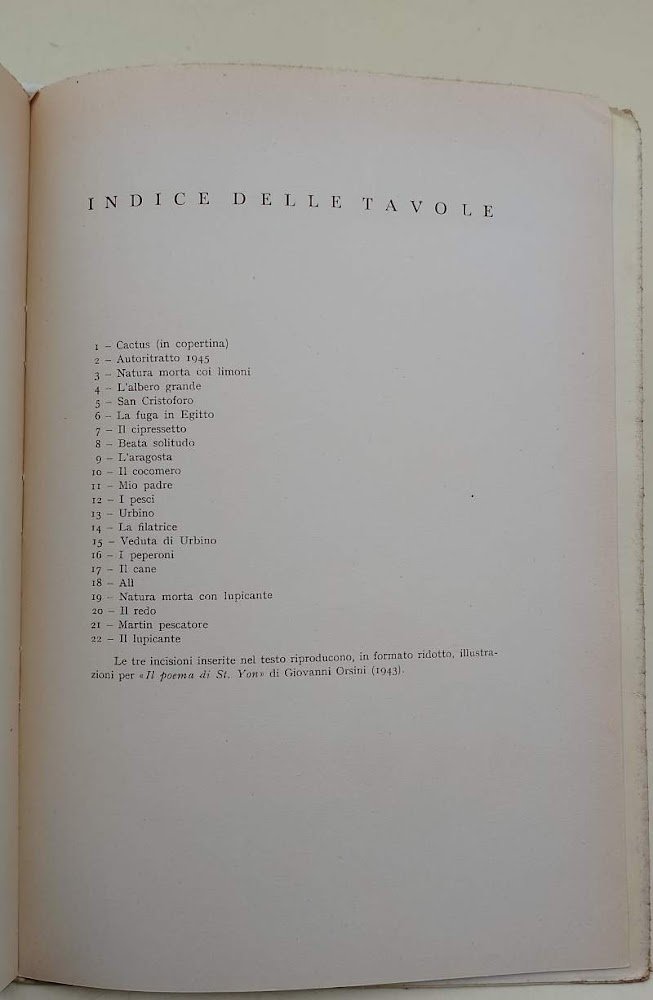 INDICE DELLE TAVOLE
1 – Cactus (in copertina)
2 – Autoritratto 1945
3 – Natura morta coi limoni
4 – L'albero grande
5 – San Cristoforo
6 – La fuga in Egitto
7 – Il cipressetto
8 – Beata solitudo
9 – L'aragosta
10 – Il cocomero
11 – Mio padre
12 – I pesci
13 – Urbino
14 – La filatrice
15 – Veduta di Urbino
16 – I peperoni
17 – Il cane
18 – Alì
19 – Natura morta con lupicante
20 – Il redo
21 – Martin pescatore
22 – Il lupicante
Le tre incisioni inserite nel testo riproducono, in formato ridotto, illustra-
zioni per «Il poema di St. Yon» di Giovanni Orsini (1943).